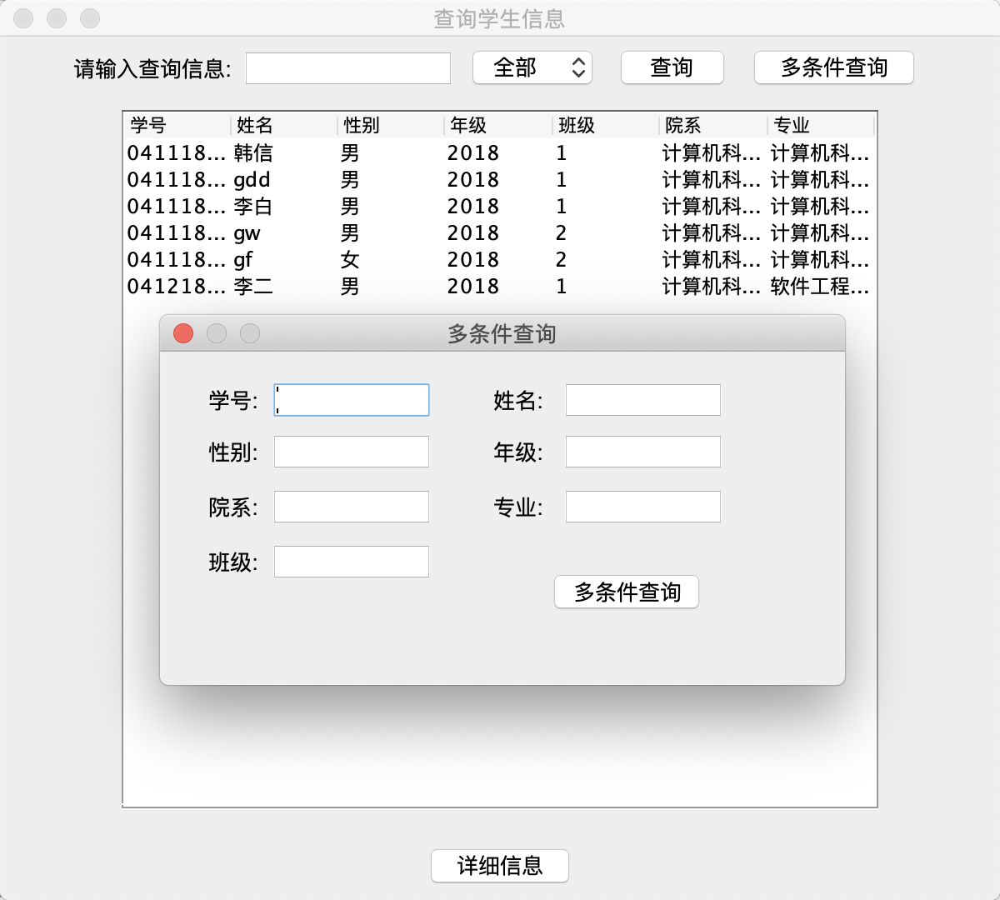 查询学生信息
请输入查询信息: 全部 查询 多条件查询
学号 姓名 性别 年级 班级 院系 专业
041118... 韩信 男 2018 1 计算机科... 计算机科...
041118... gdd 男 2018 1 计算机科... 计算机科...
041118... 李白 男 2018 1 计算机科... 计算机科...
041118... gw 男 2018 2 计算机科... 计算机科...
041118... gf 女 2018 2 计算机科... 计算机科...
041218... 李二 男 2018 1 计算机科... 软件工程...
多条件查询
学号: 姓名:
性别: 年级:
院系: 专业:
班级:
多条件查询
详细信息